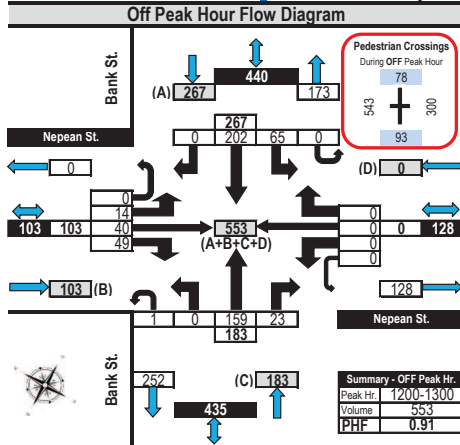 Off Peak Hour Flow Diagram
Bank St.
(A) 267
440
173
Pedestrian Crossings
During OFF Peak Hour
78
543
300
93
267
0 202 65 0
Nepean St.
0
(D) 0
0
14
103 103 40
49
553
(A+B+C+D)
0
0 0 128
0
0
103 (B)
128
1 0 159 23
183
Nepean St.
Bank St.
252
(C) 183
435
Summary - OFF Peak Hr.
Peak Hr. 1200-1300
Volume 553
PHF 0.91